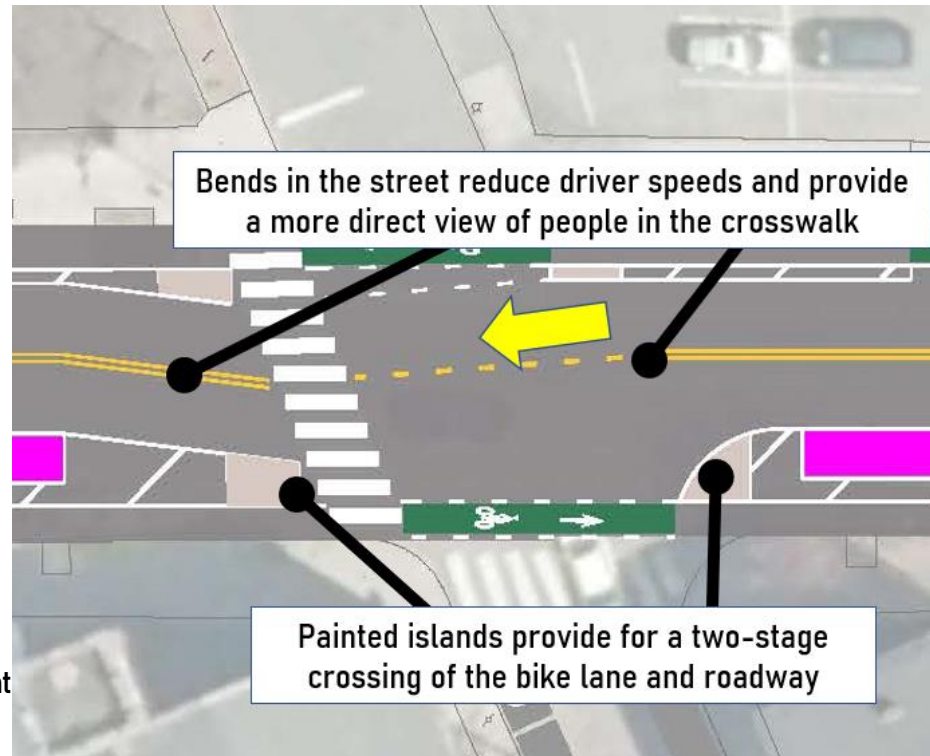 Bends in the street reduce driver speeds and provide
a more direct view of people in the crosswalk
Painted islands provide for a two-stage
crossing of the bike lane and roadway